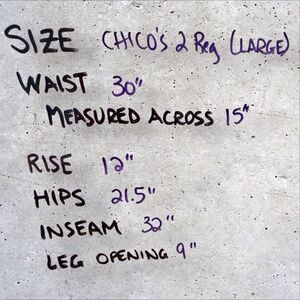 SIZE CHICO'S 2 Reg (LARGE)
WAIST 30"
MEASURED ACROSS 15"
RISE 12"
HIPS 21.5"
INSEAM 32"
LEG OPENING 9"